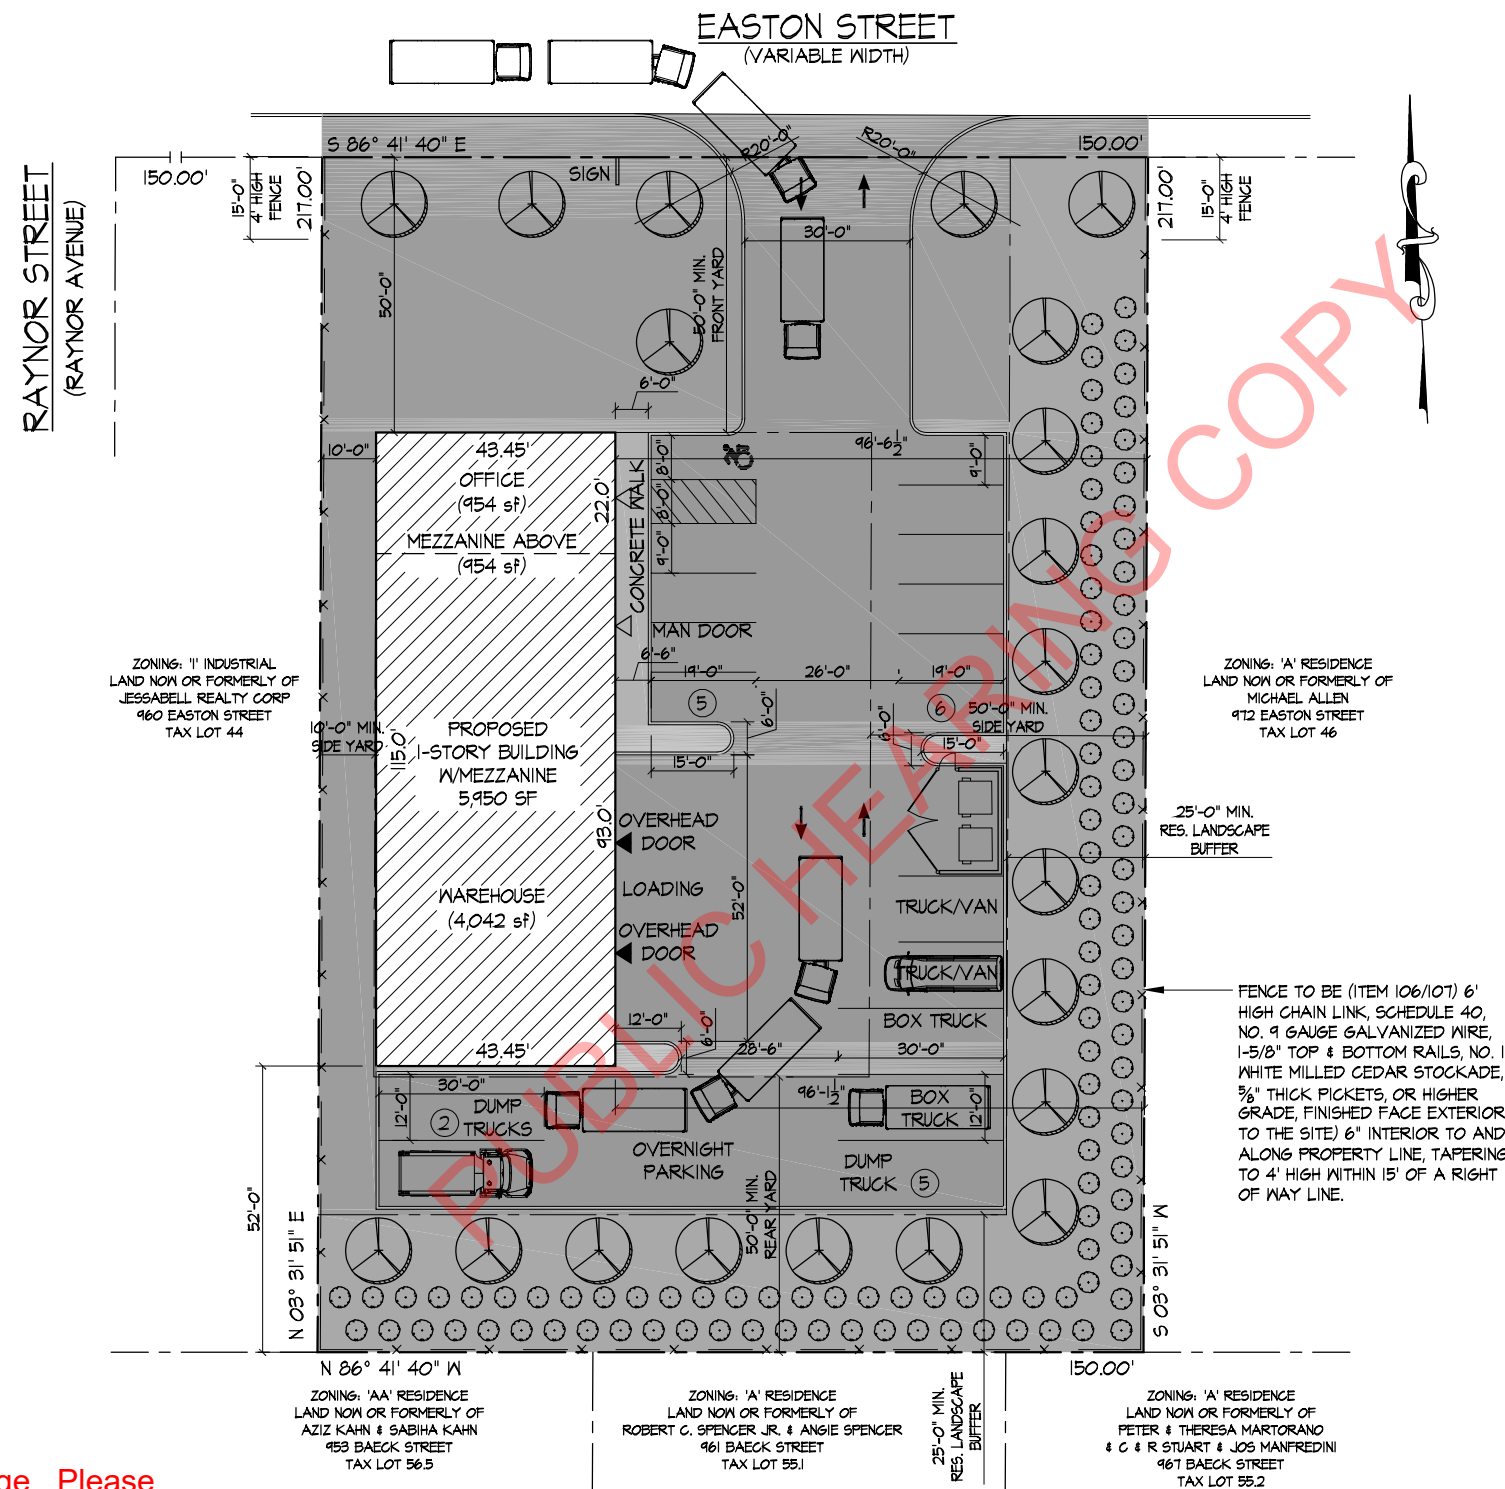 EASTON STREET
(VARIABLE WIDTH)
RAYNOR STREET
(RAYNOR AVENUE)
150.00'
S 86° 41' 40" E
150.00'
15'-0"
4' HIGH
FENCE
217.00'
SIGN
R20'-0"
R20'-0"
217.00'
15'-0"
4' HIGH
FENCE
30'-0"
50'-0"
50'-0" MIN.
FRONT YARD
6'-0"
10'-0"
43.45'
96'-6½"
OFFICE
(954 sf)
22.0'
CONCRETE WALK
8'-0"
8'-0"
9'-0"
9'-0"
MEZZANINE ABOVE
(954 sf)
MAN DOOR
6'-6"
19'-0"
26'-0"
19'-0"
5
6
6'-0"
6'-0"
50'-0" MIN.
SIDE YARD
15'-0"
15'-0"
ZONING: 'I' INDUSTRIAL
LAND NOW OR FORMERLY OF
JESSABELL REALTY CORP
960 EASTON STREET
TAX LOT 44
ZONING: 'A' RESIDENCE
LAND NOW OR FORMERLY OF
MICHAEL ALLEN
972 EASTON STREET
TAX LOT 46
10'-0" MIN.
SIDE YARD
115.0'
PROPOSED
1-STORY BUILDING
W/MEZZANINE
5,950 SF
93.0'
OVERHEAD
DOOR
LOADING
OVERHEAD
DOOR
52'-0"
WAREHOUSE
(4,042 sf)
25'-0" MIN.
RES. LANDSCAPE
BUFFER
TRUCK/VAN
TRUCK/VAN
BOX TRUCK
FENCE TO BE (ITEM 106/107) 6'
HIGH CHAIN LINK, SCHEDULE 40,
NO. 9 GAUGE GALVANIZED WIRE,
1-5/8" TOP & BOTTOM RAILS, NO. 1
WHITE MILLED CEDAR STOCKADE,
⅝" THICK PICKETS, OR HIGHER
GRADE, FINISHED FACE EXTERIOR
TO THE SITE) 6" INTERIOR TO AND
ALONG PROPERTY LINE, TAPERING
TO 4' HIGH WITHIN 15' OF A RIGHT
OF WAY LINE.
12'-0"
6'-0"
43.45'
28'-6"
30'-0"
30'-0"
96'-1½"
12'-0"
2
DUMP
TRUCKS
BOX
TRUCK
12'-0"
OVERNIGHT
PARKING
DUMP
TRUCK
5
52'-0"
50'-0" MIN.
REAR YARD
N 03° 31' 51" E
S 03° 31' 51" W
N 86° 41' 40" W
150.00'
25'-0" MIN.
RES. LANDSCAPE
BUFFER
ZONING: 'AA' RESIDENCE
LAND NOW OR FORMERLY OF
AZIZ KAHN & SABIHA KAHN
953 BAECK STREET
TAX LOT 56.5
ZONING: 'A' RESIDENCE
LAND NOW OR FORMERLY OF
ROBERT C. SPENCER JR. & ANGIE SPENCER
961 BAECK STREET
TAX LOT 55.1
ZONING: 'A' RESIDENCE
LAND NOW OR FORMERLY OF
PETER & THERESA MARTORANO
& C & R STUART & JOS MANFREDINI
967 BAECK STREET
TAX LOT 55.2
PUBLIC HEARING COPY
Please